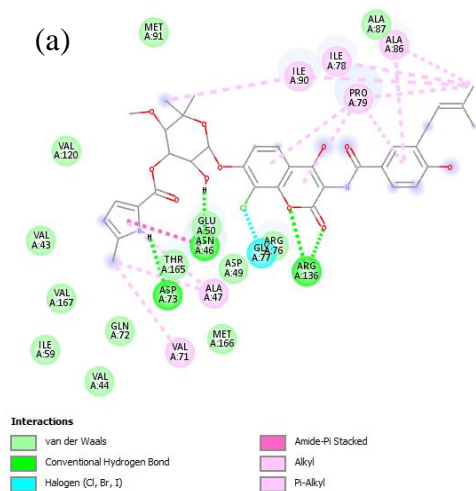 (a)
MET
A:91
ALA
A:87
ALA
A:86
ILE
A:78
ILE
A:90
PRO
A:79
VAL
A:120
O
O
O
O
O
O
H
O
O
O
N
O
Cl
O
O
N
H
H
GLU
A:50
ASN
A:46
ARG
A:76
GLY
A:77
VAL
A:43
THR
A:165
ASP
A:49
ARG
A:136
ASP
A:73
ALA
A:47
VAL
A:167
GLN
A:72
MET
A:166
ILE
A:59
VAL
A:71
VAL
A:44
Interactions
van der Waals
Conventional Hydrogen Bond
Halogen (Cl, Br, I)
Amide-Pi Stacked
Alkyl
Pi-Alkyl